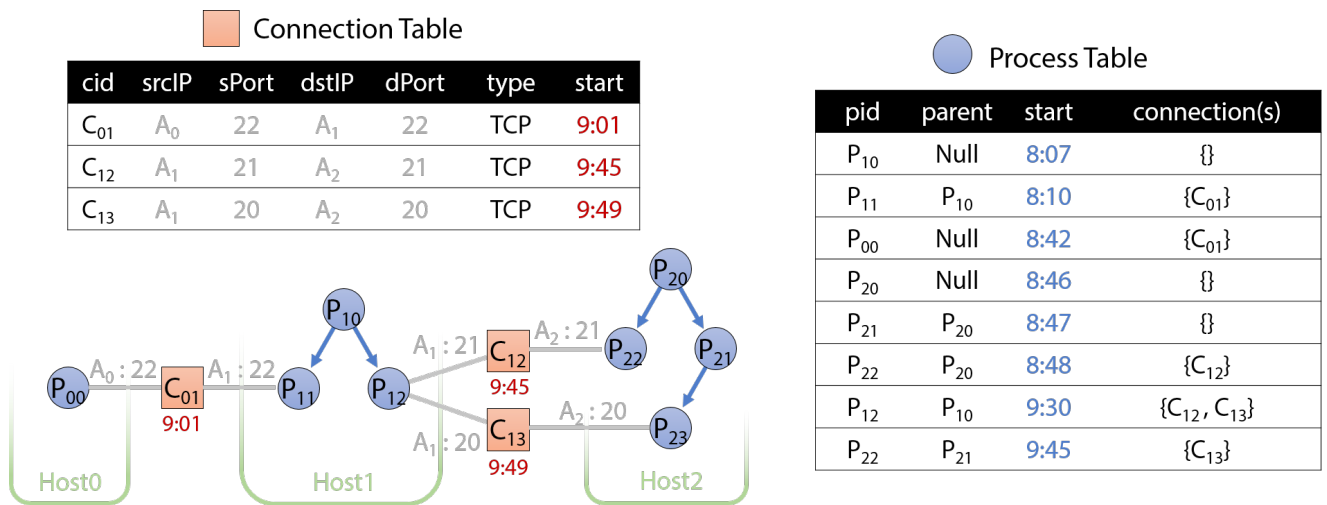 Connection Table
cid srcIP sPort dstIP dPort type start
C01 A0 22 A1 22 TCP 9:01
C12 A1 21 A2 21 TCP 9:45
C13 A1 20 A2 20 TCP 9:49
Process Table
pid parent start connection(s)
P10 Null 8:07 {}
P11 P10 8:10 {C01}
P00 Null 8:42 {C01}
P20 Null 8:46 {}
P21 P20 8:47 {}
P22 P20 8:48 {C12}
P12 P10 9:30 {C12 , C13}
P22 P21 9:45 {C13}
P20
P10
A1 : 21 C12 A2 : 21 P22 P21
9:45
P00 A0 : 22 C01 A1 : 22 P11 P12
9:01
A1 : 20 C13 A2 : 20 P23
9:49
Host0 Host1 Host2